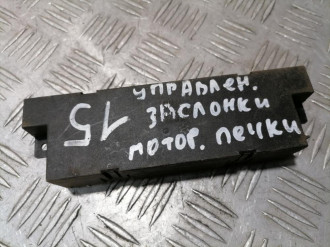 15
управлен.
заслонки
мотор. печки